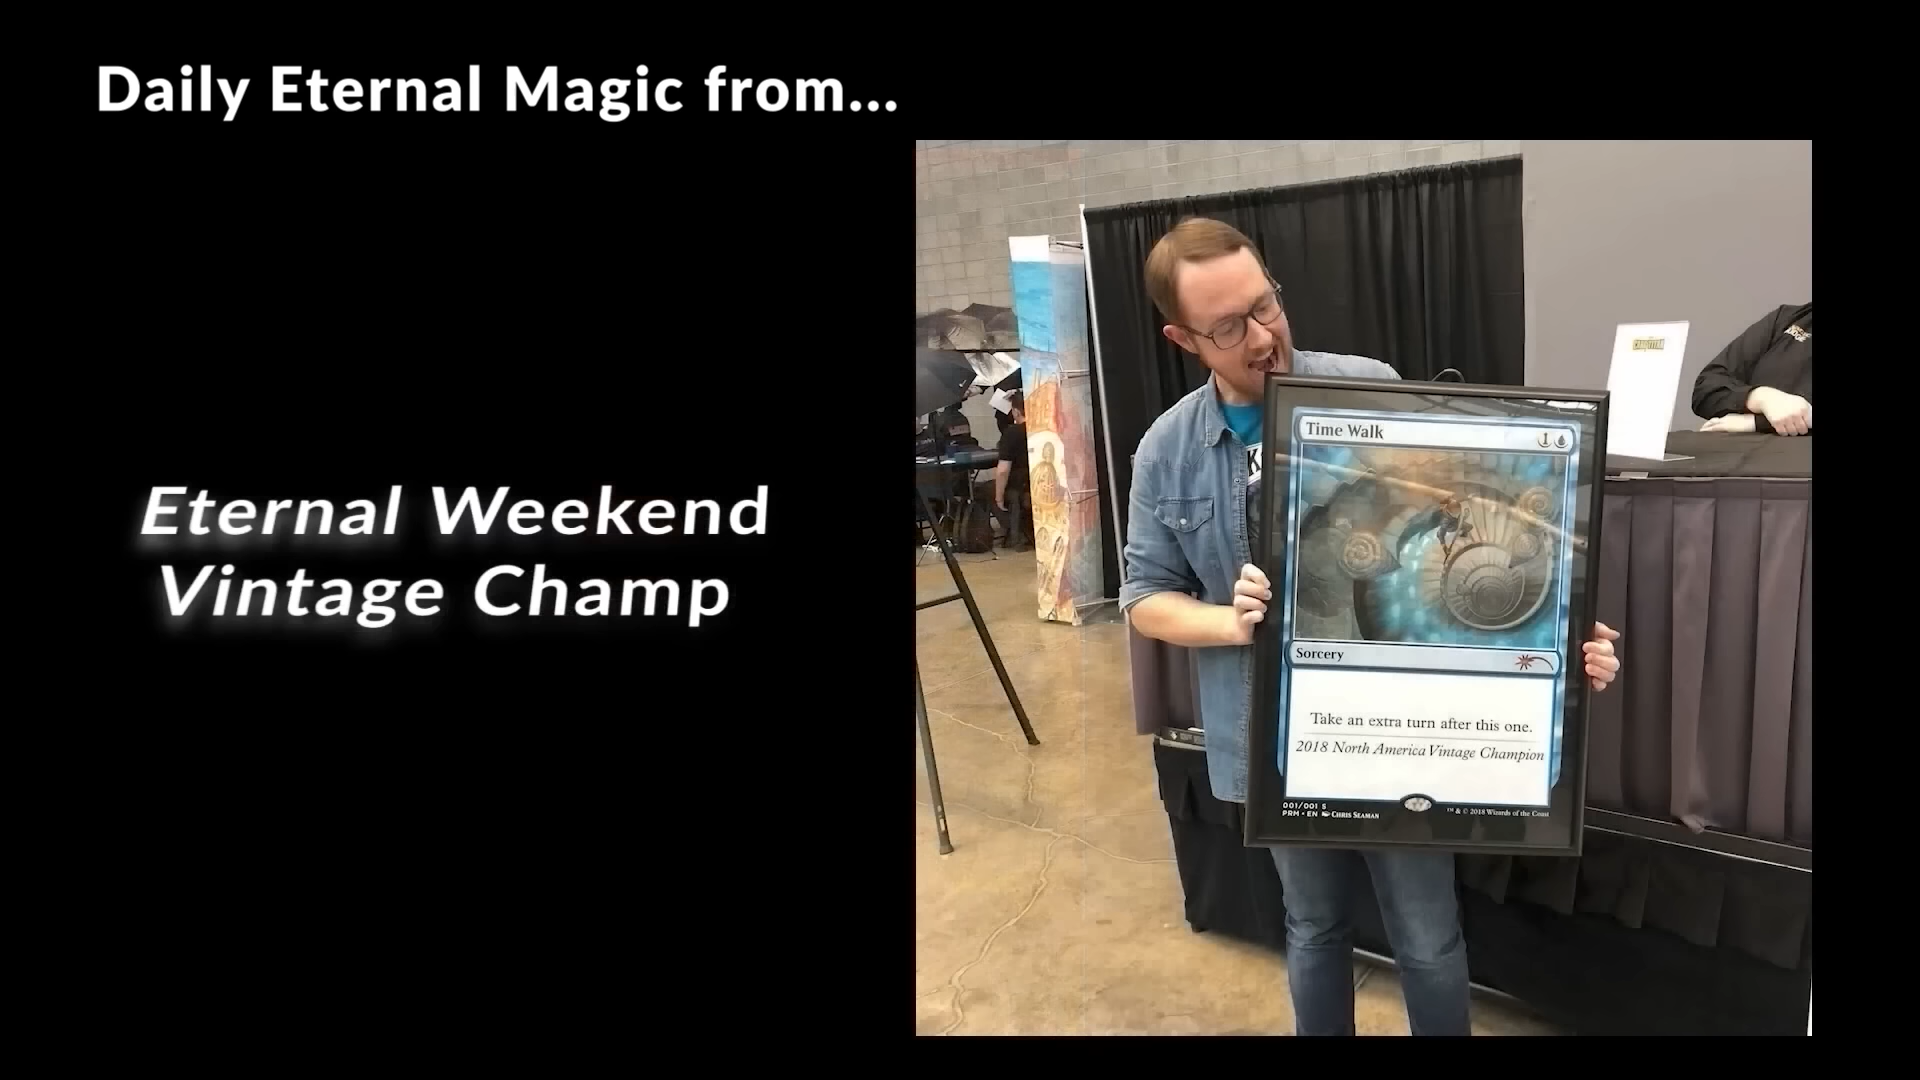 Daily Eternal Magic from...
Eternal Weekend
Vintage Champ
Time Walk
1
Sorcery
Take an extra turn after this one.
2018 North America Vintage Champion
001/001 S
PRM • EN CHRIS SEAMAN
™ & © 2018 Wizards of the Coast